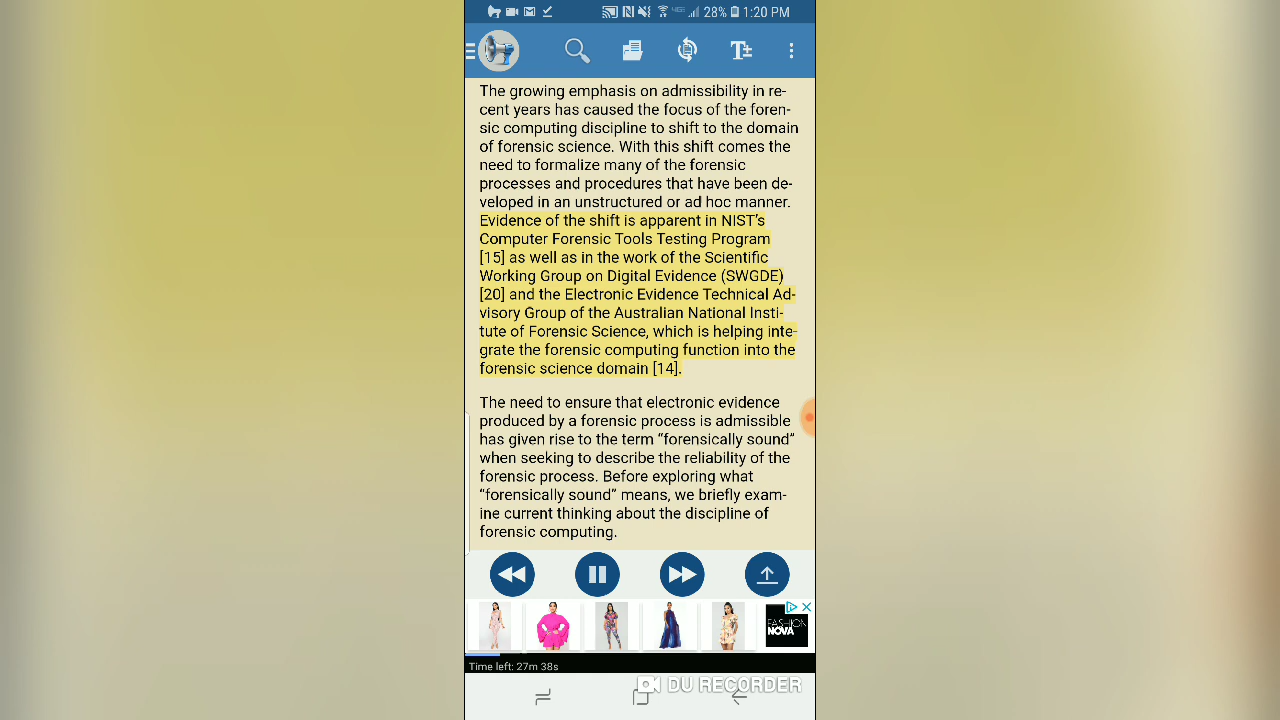 28% 1:20 PM
T±
The growing emphasis on admissibility in re-
cent years has caused the focus of the foren-
sic computing discipline to shift to the domain
of forensic science. With this shift comes the
need to formalize many of the forensic
processes and procedures that have been de-
veloped in an unstructured or ad hoc manner.
Evidence of the shift is apparent in NIST's
Computer Forensic Tools Testing Program
[15] as well as in the work of the Scientific
Working Group on Digital Evidence (SWGDE)
[20] and the Electronic Evidence Technical Ad-
visory Group of the Australian National Insti-
tute of Forensic Science, which is helping inte-
grate the forensic computing function into the
forensic science domain [14].
The need to ensure that electronic evidence
produced by a forensic process is admissible
has given rise to the term “forensically sound”
when seeking to describe the reliability of the
forensic process. Before exploring what
“forensically sound” means, we briefly exam-
ine current thinking about the discipline of
forensic computing.
FASHION
NOVA
Time left: 27m 38s
DU RECORDER